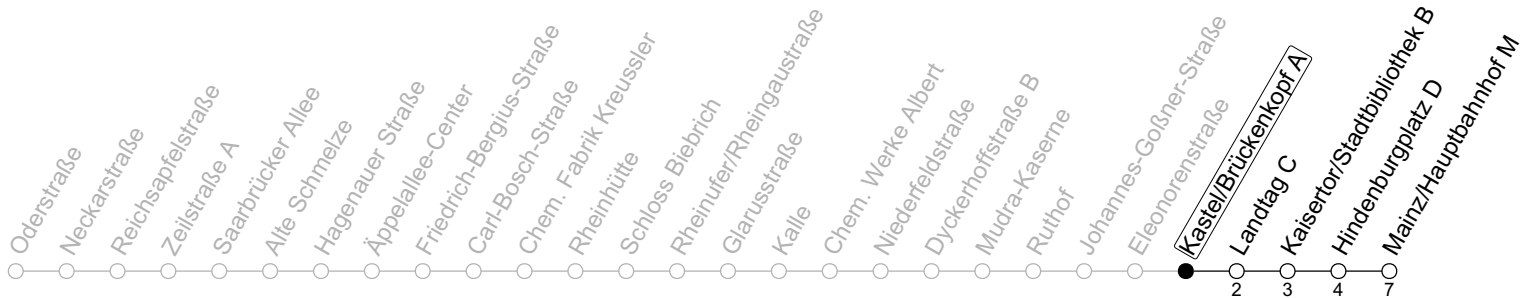 Oderstraße
Neckarstraße
Reichsapfelstraße
Zeilstraße A
Saarbrücker Allee
Alte Schmelze
Hagenauer Straße
Äppelallee-Center
Friedrich-Bergius-Straße
Carl-Bosch-Straße
Chem. Fabrik Kreussler
Rheinhütte
Schloss Biebrich
Rheinufer/Rheingaustraße
Glarusstraße
Kalle
Chem. Werke Albert
Niederfeldstraße
Dyckerhoffstraße B
Mudra-Kaserne
Ruthof
Johannes-Goßner-Straße
Eleonorenstraße
Kastel/Brückenkopf A
Landtag C
Kaisertor/Stadtbibliothek B
Hindenburgplatz D
Mainz/Hauptbahnhof M
2 3 4 7